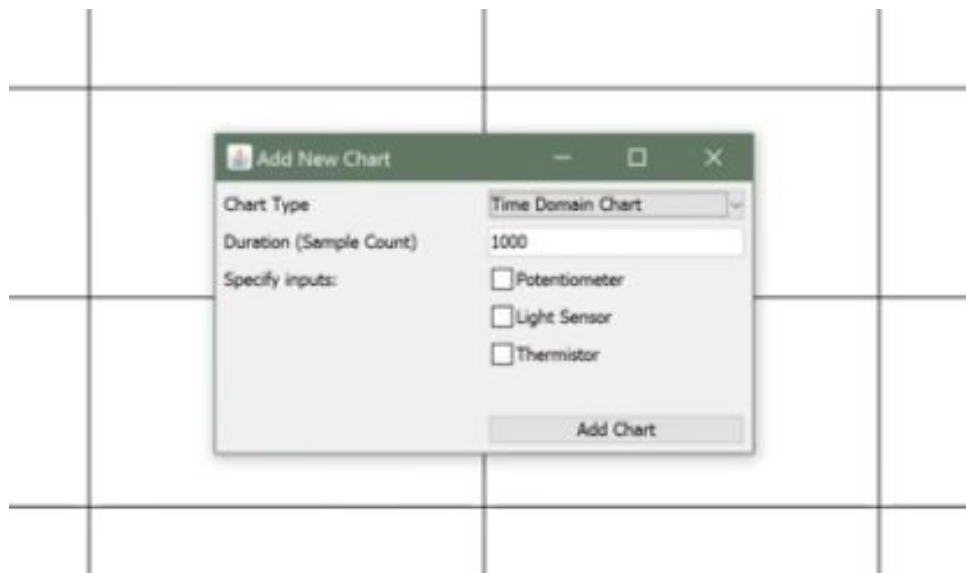 Add New Chart
Chart Type
Time Domain Chart
Duration (Sample Count)
1000
Specify inputs:
Potentiometer
Light Sensor
Thermistor
Add Chart